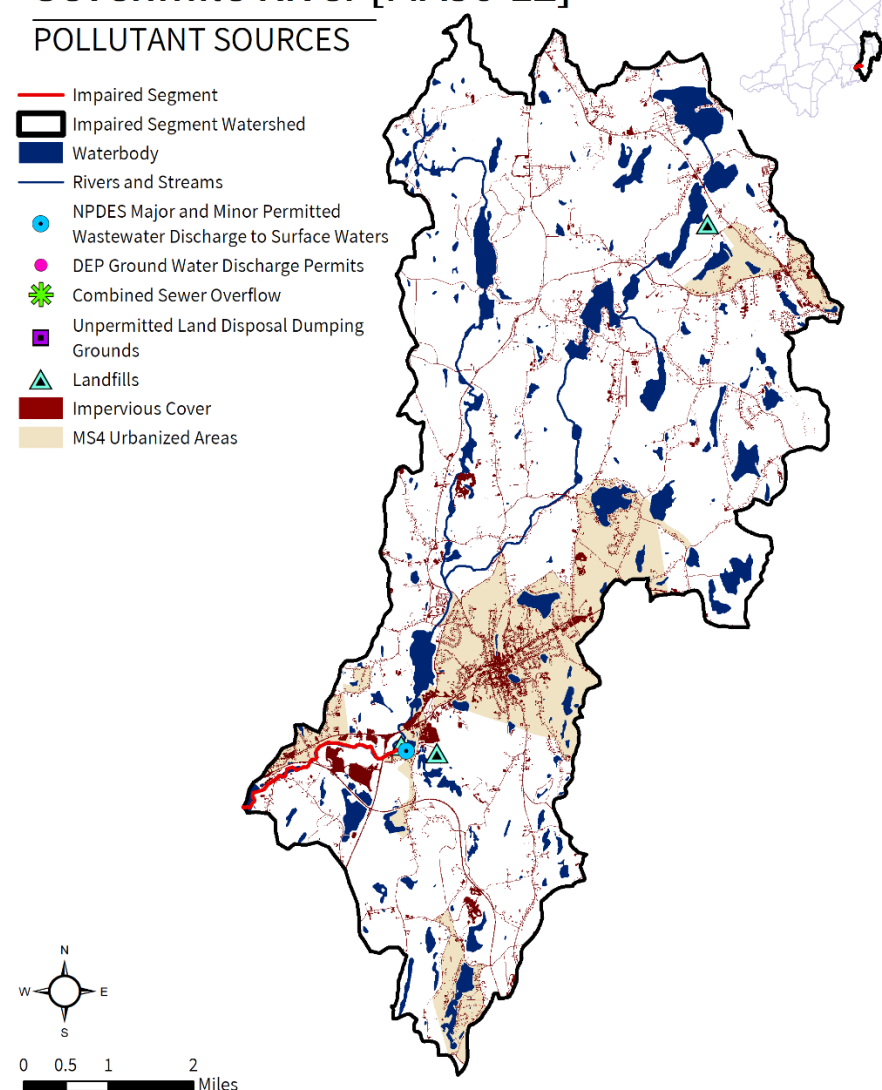 POLLUTANT SOURCES
Impaired Segment
Impaired Segment Watershed
Waterbody
Rivers and Streams
NPDES Major and Minor Permitted
Wastewater Discharge to Surface Waters
DEP Ground Water Discharge Permits
Combined Sewer Overflow
Unpermitted Land Disposal Dumping
Grounds
Landfills
Impervious Cover
MS4 Urbanized Areas
N
W E
S
0 0.5 1 2
Miles